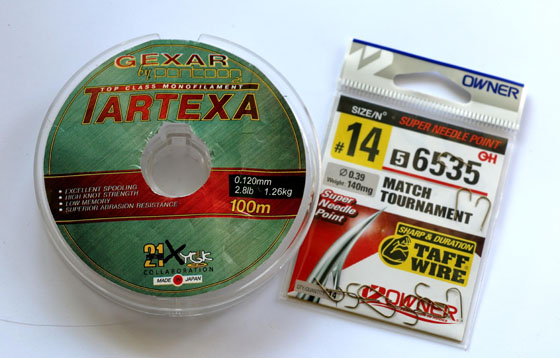 GEXAR
by pontoon 21
TOP CLASS MONOFILAMENT
TARTEXA
0.120mm
2.8lb 1.26kg
• EXCELLENT SPOOLING
• HIGH KNOT STRENGTH
• LOW MEMORY
• SUPERIOR ABRASION RESISTANCE
100m
21 X YGK
COLLABORATION
MADE JAPAN
OWNER
SIZE/N°
SUPER NEEDLE POINT
#14
5 6535
Ø 0.39
Weight: 140mg
MATCH
TOURNAMENT
Super
Needle
Point
SHARP & DURATION
TAFF
WIRE
OWNER